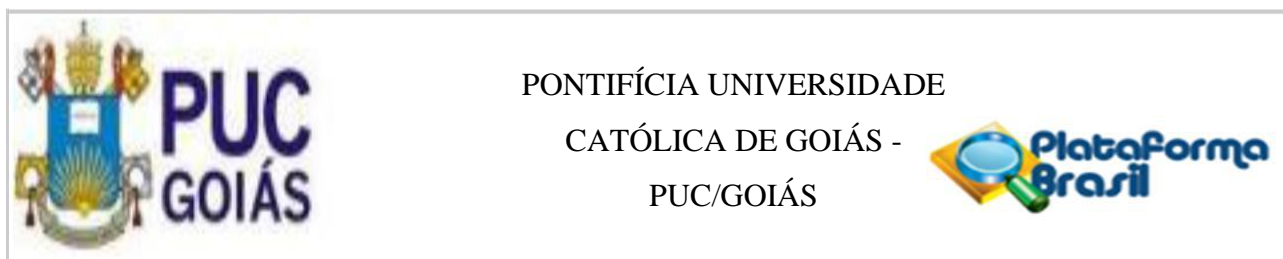 PUC
GOIÁS
PONTIFÍCIA UNIVERSIDADE
CATÓLICA DE GOIÁS -
PUC/GOIÁS
Plataforma
Brasil